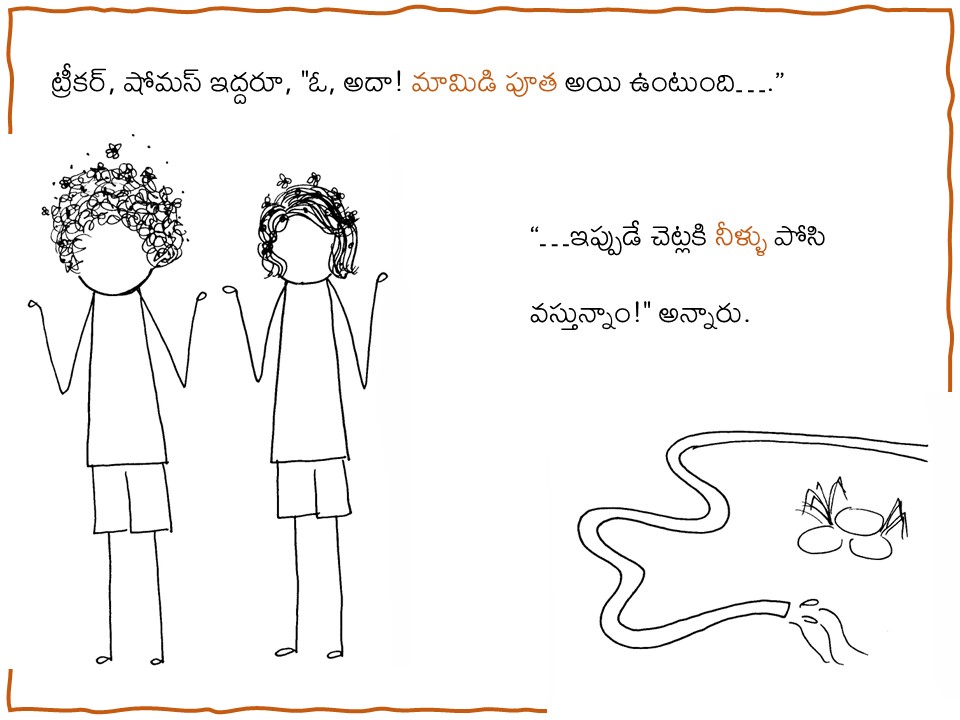 ట్రీకర్, షోమస్ ఇద్దరూ, "ఓ, అదా! మామిడి పూత అయి ఉంటుంది---."
“---ఇప్పుడే చెట్లకి నీళ్ళు పోసి
వస్తున్నాం!" అన్నారు.